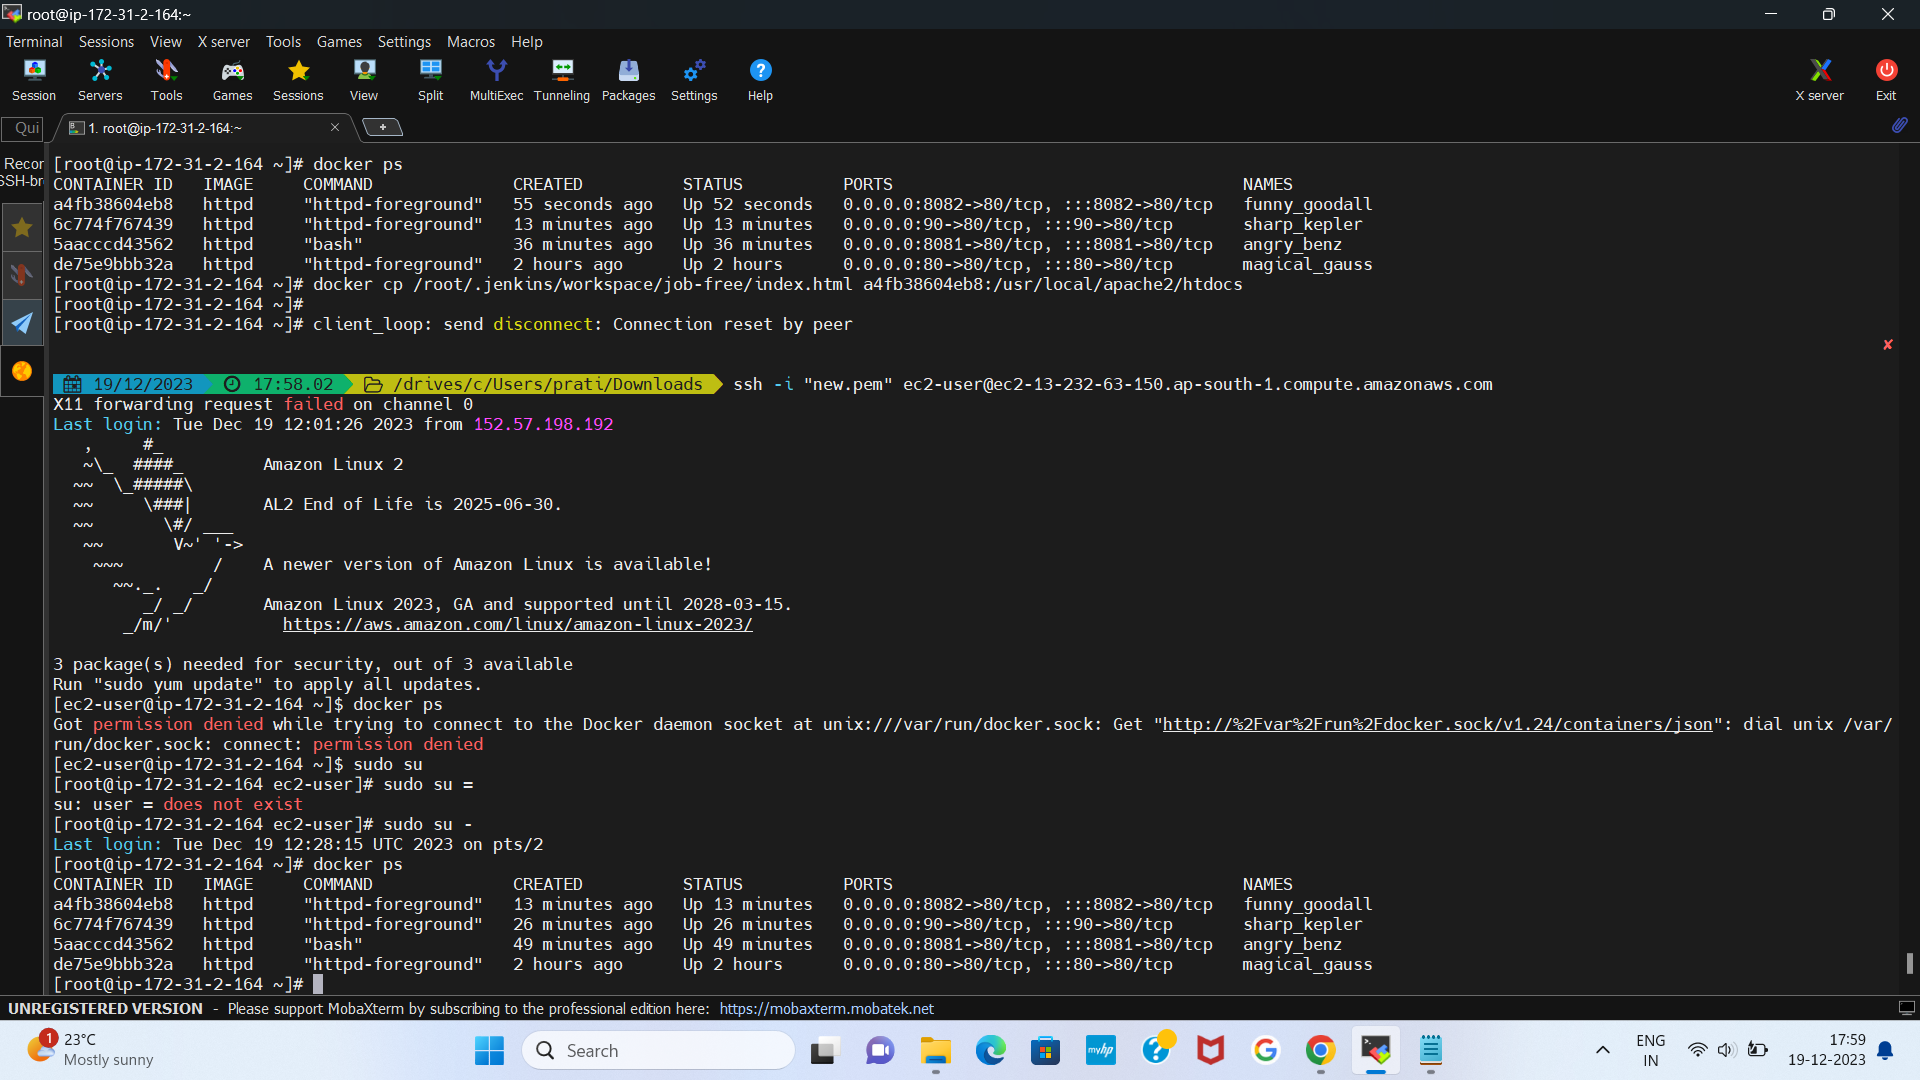 root@ip-172-31-2-164:~
Terminal Sessions View X server Tools Games Settings Macros Help
Session Servers Tools Games Sessions View Split MultiExec Tunneling Packages Settings Help X server Exit
Qui 1. root@ip-172-31-2-164:~
Recor
SSH-br
[root@ip-172-31-2-164 ~]# docker ps
CONTAINER ID   IMAGE     COMMAND              CREATED          STATUS          PORTS                                   NAMES
a4fb38604eb8   httpd     "httpd-foreground"   55 seconds ago   Up 52 seconds   0.0.0.0:8082->80/tcp, :::8082->80/tcp   funny_goodall
6c774f767439   httpd     "httpd-foreground"   13 minutes ago   Up 13 minutes   0.0.0.0:90->80/tcp, :::90->80/tcp       sharp_kepler
5aacccd43562   httpd     "bash"               36 minutes ago   Up 36 minutes   0.0.0.0:8081->80/tcp, :::8081->80/tcp   angry_benz
de75e9bbb32a   httpd     "httpd-foreground"   2 hours ago      Up 2 hours      0.0.0.0:80->80/tcp, :::80->80/tcp       magical_gauss
[root@ip-172-31-2-164 ~]# docker cp /root/.jenkins/workspace/job-free/index.html a4fb38604eb8:/usr/local/apache2/htdocs
[root@ip-172-31-2-164 ~]#
[root@ip-172-31-2-164 ~]# client_loop: send disconnect: Connection reset by peer
19/12/2023 17:58.02 /drives/c/Users/prati/Downloads ssh -i "new.pem" ec2-user@ec2-13-232-63-150.ap-south-1.compute.amazonaws.com
X11 forwarding request failed on channel 0
Last login: Tue Dec 19 12:01:26 2023 from 152.57.198.192
   ,     #_
   ~\_  ####_        Amazon Linux 2
  ~~  \_#####\
  ~~     \###|       AL2 End of Life is 2025-06-30.
  ~~       \#/ ___
   ~~       V~' '->
    ~~~         /    A newer version of Amazon Linux is available!
      ~~._.   _/
         _/ _/       Amazon Linux 2023, GA and supported until 2028-03-15.
       _/m/'           https://aws.amazon.com/linux/amazon-linux-2023/
3 package(s) needed for security, out of 3 available
Run "sudo yum update" to apply all updates.
[ec2-user@ip-172-31-2-164 ~]$ docker ps
Got permission denied while trying to connect to the Docker daemon socket at unix:///var/run/docker.sock: Get "http://%2Fvar%2Frun%2Fdocker.sock/v1.24/containers/json": dial unix /var/
run/docker.sock: connect: permission denied
[ec2-user@ip-172-31-2-164 ~]$ sudo su
[root@ip-172-31-2-164 ec2-user]# sudo su =
su: user = does not exist
[root@ip-172-31-2-164 ec2-user]# sudo su -
Last login: Tue Dec 19 12:28:15 UTC 2023 on pts/2
[root@ip-172-31-2-164 ~]# docker ps
CONTAINER ID   IMAGE     COMMAND              CREATED          STATUS          PORTS                                   NAMES
a4fb38604eb8   httpd     "httpd-foreground"   13 minutes ago   Up 13 minutes   0.0.0.0:8082->80/tcp, :::8082->80/tcp   funny_goodall
6c774f767439   httpd     "httpd-foreground"   26 minutes ago   Up 26 minutes   0.0.0.0:90->80/tcp, :::90->80/tcp       sharp_kepler
5aacccd43562   httpd     "bash"               49 minutes ago   Up 49 minutes   0.0.0.0:8081->80/tcp, :::8081->80/tcp   angry_benz
de75e9bbb32a   httpd     "httpd-foreground"   2 hours ago      Up 2 hours      0.0.0.0:80->80/tcp, :::80->80/tcp       magical_gauss
[root@ip-172-31-2-164 ~]#
UNREGISTERED VERSION - Please support MobaXterm by subscribing to the professional edition here: https://mobaxterm.mobatek.net
1 23°C
Mostly sunny
Search
myhp
ENG
IN
17:59
19-12-2023